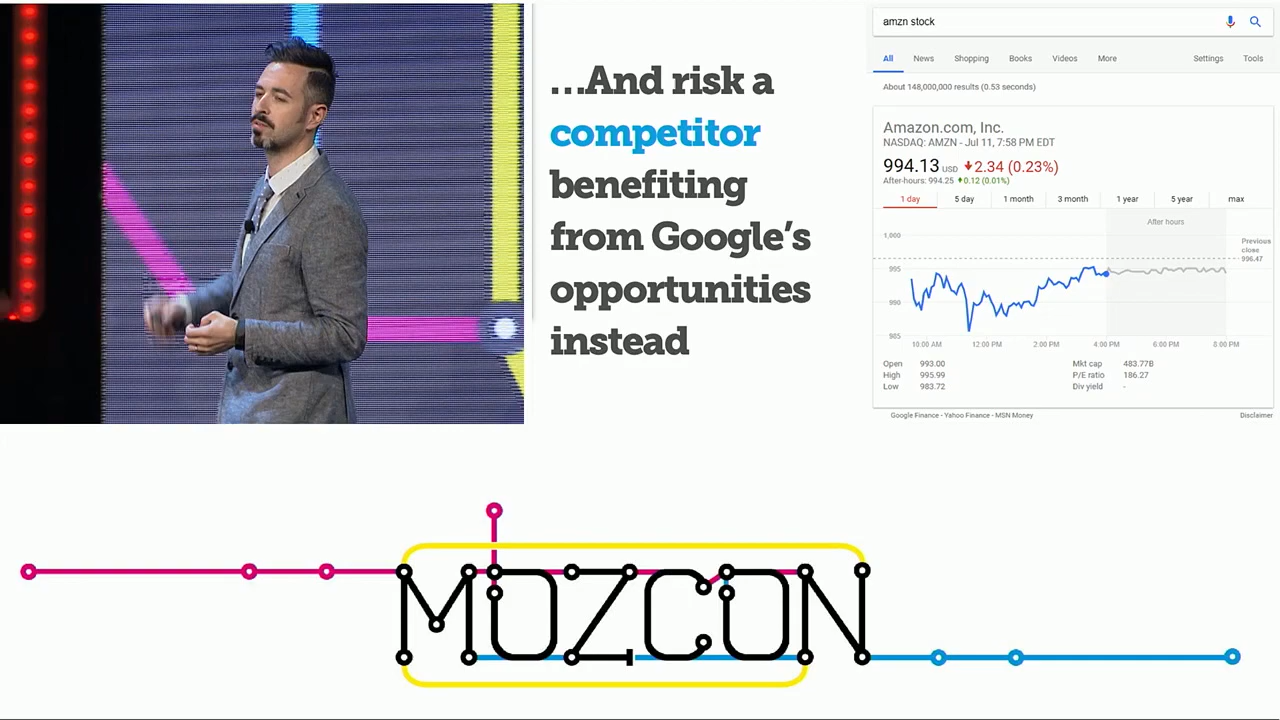 ...And risk a
competitor
benefiting
from Google's
opportunities
instead
amzn stock
All News Shopping Books Videos More Settings Tools
About 148,000,000 results (0.53 seconds)
Amazon.com, Inc.
NASDAQ: AMZN - Jul 11, 7:58 PM EDT
994.13 USD 2.34 (0.23%)
After-hours: 994.25 0.12 (0.01%)
1 day 5 day 1 month 3 month 1 year 5 year max
After hours
1,000
Previous
close
996.47
995
990
985
10:00 AM 12:00 PM 2:00 PM 4:00 PM 6:00 PM 8:00 PM
Open 993.00 Mkt cap 483.77B
High 995.99 P/E ratio 186.27
Low 983.72 Div yield -
Google Finance - Yahoo Finance - MSN Money Disclaimer
MOZCON